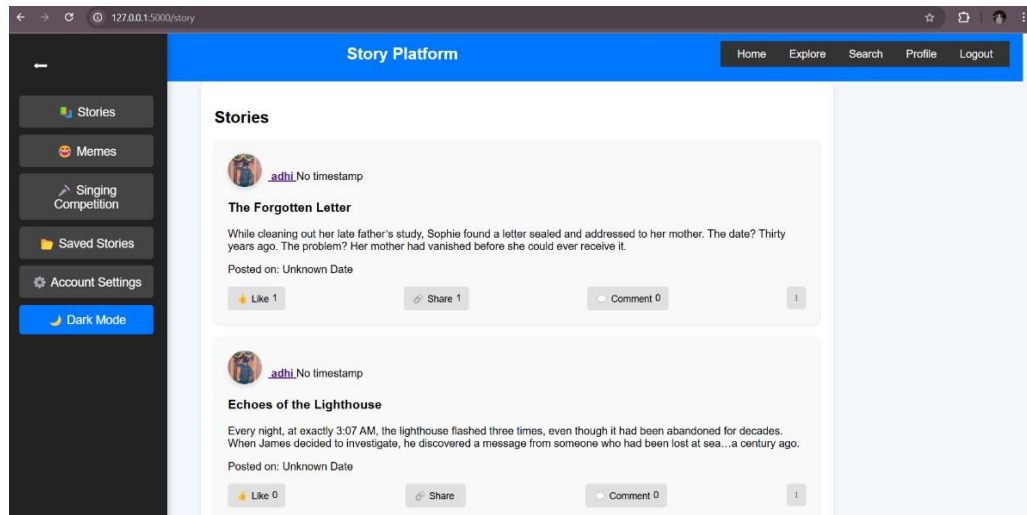 127.0.0.1:5000/story
Story Platform
Home Explore Search Profile Logout
Stories
Memes
Singing
Competition
Saved Stories
Account Settings
Dark Mode
Stories
adhi No timestamp
The Forgotten Letter
While cleaning out her late father's study, Sophie found a letter sealed and addressed to her mother. The date? Thirty
years ago. The problem? Her mother had vanished before she could ever receive it.
Posted on: Unknown Date
Like 1 Share 1 Comment 0
adhi No timestamp
Echoes of the Lighthouse
Every night, at exactly 3:07 AM, the lighthouse flashed three times, even though it had been abandoned for decades.
When James decided to investigate, he discovered a message from someone who had been lost at sea…a century ago.
Posted on: Unknown Date
Like 0 Share Comment 0